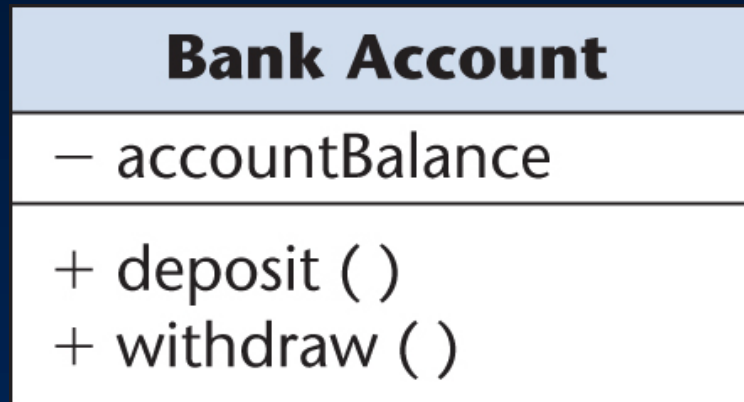 Bank Account
− accountBalance
+ deposit ( )
+ withdraw ( )